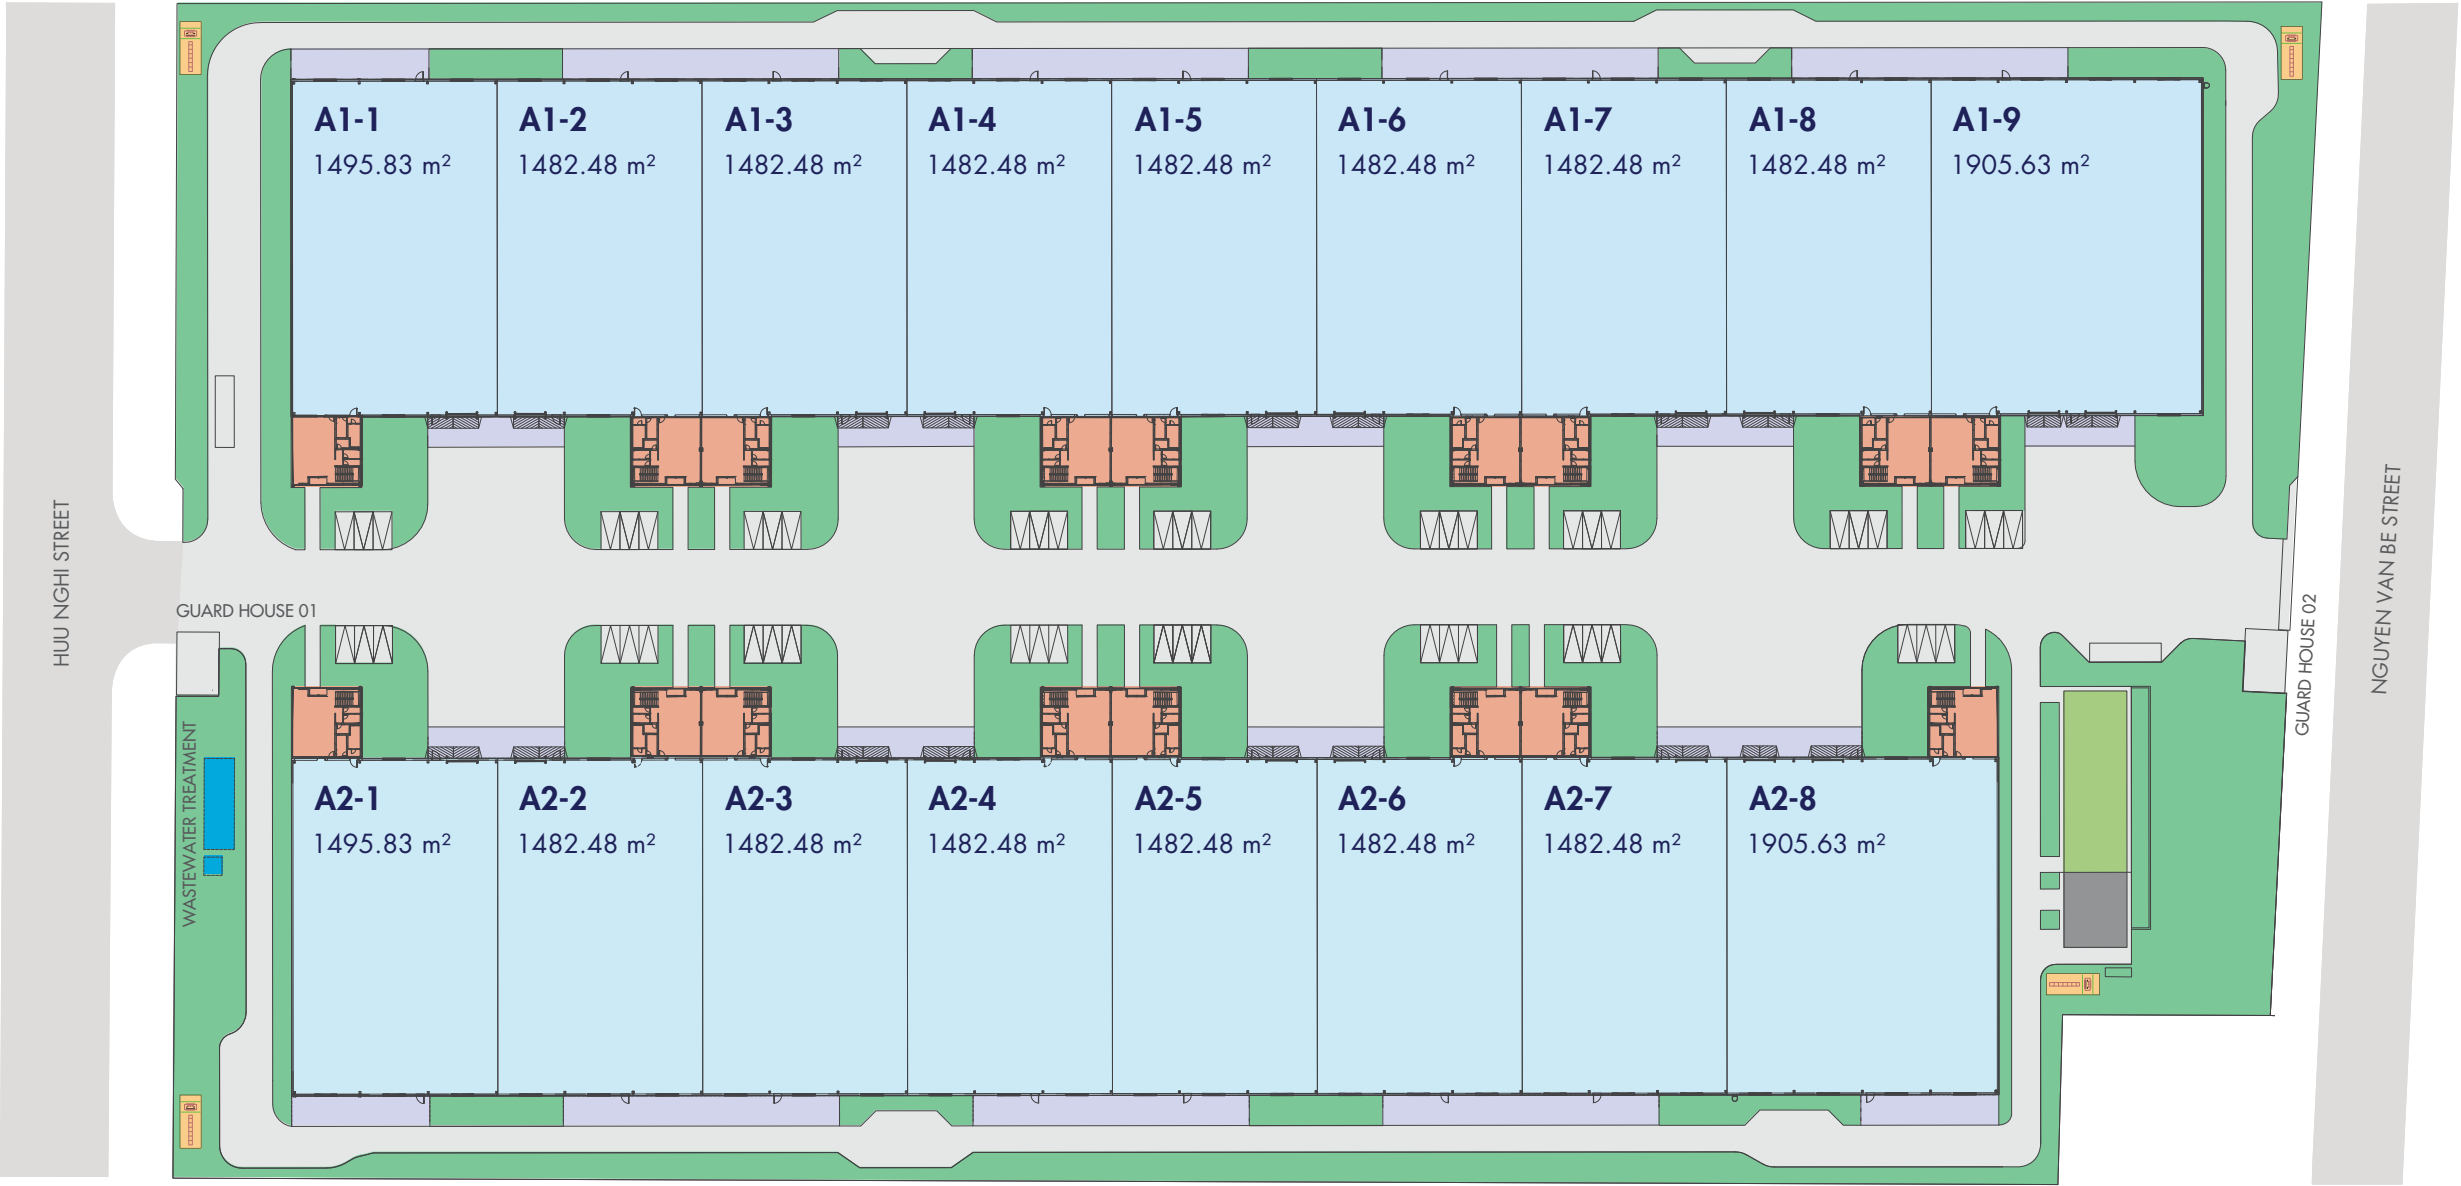 A1-1
1495.83 m²
A1-2
1482.48 m²
A1-3
1482.48 m²
A1-4
1482.48 m²
A1-5
1482.48 m²
A1-6
1482.48 m²
A1-7
1482.48 m²
A1-8
1482.48 m²
A1-9
1905.63 m²
HUU NGHI STREET
GUARD HOUSE 01
GUARD HOUSE 02
NGUYEN VAN BE STREET
WASTEWATER TREATMENT
A2-1
1495.83 m²
A2-2
1482.48 m²
A2-3
1482.48 m²
A2-4
1482.48 m²
A2-5
1482.48 m²
A2-6
1482.48 m²
A2-7
1482.48 m²
A2-8
1905.63 m²